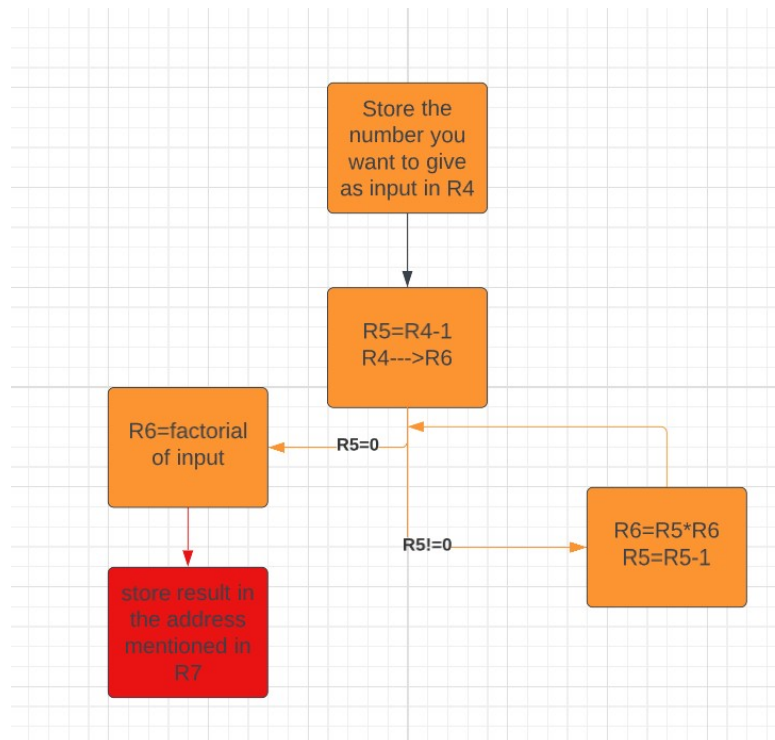 Store the
number you
want to give
as input in R4
R5=R4-1
R4--->R6
R6=factorial
of input
R5=0
R5!=0
R6=R5*R6
R5=R5-1
store result in
the address
mentioned in
R7